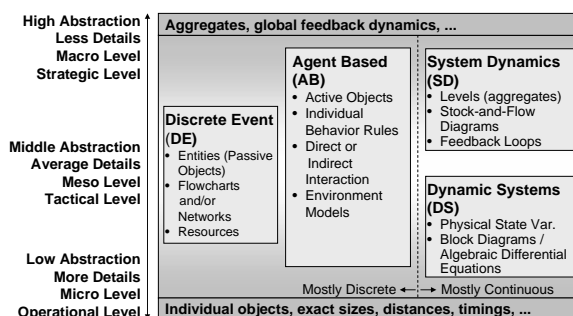 High Abstraction
Less Details
Macro Level
Strategic Level
Middle Abstraction
Average Details
Meso Level
Tactical Level
Low Abstraction
More Details
Micro Level
Operational Level
Aggregates, global feedback dynamics, ...
Discrete Event
(DE)
• Entities (Passive
Objects)
• Flowcharts
and/or
Networks
• Resources
Agent Based
(AB)
• Active Objects
• Individual
Behavior Rules
• Direct or
Indirect
Interaction
• Environment
Models
System Dynamics
(SD)
• Levels (aggregates)
• Stock-and-Flow
Diagrams
• Feedback Loops
Dynamic Systems
(DS)
• Physical State Var.
• Block Diagrams /
Algebraic Differential
Equations
Mostly Discrete
Mostly Continuous
Individual objects, exact sizes, distances, timings, ...